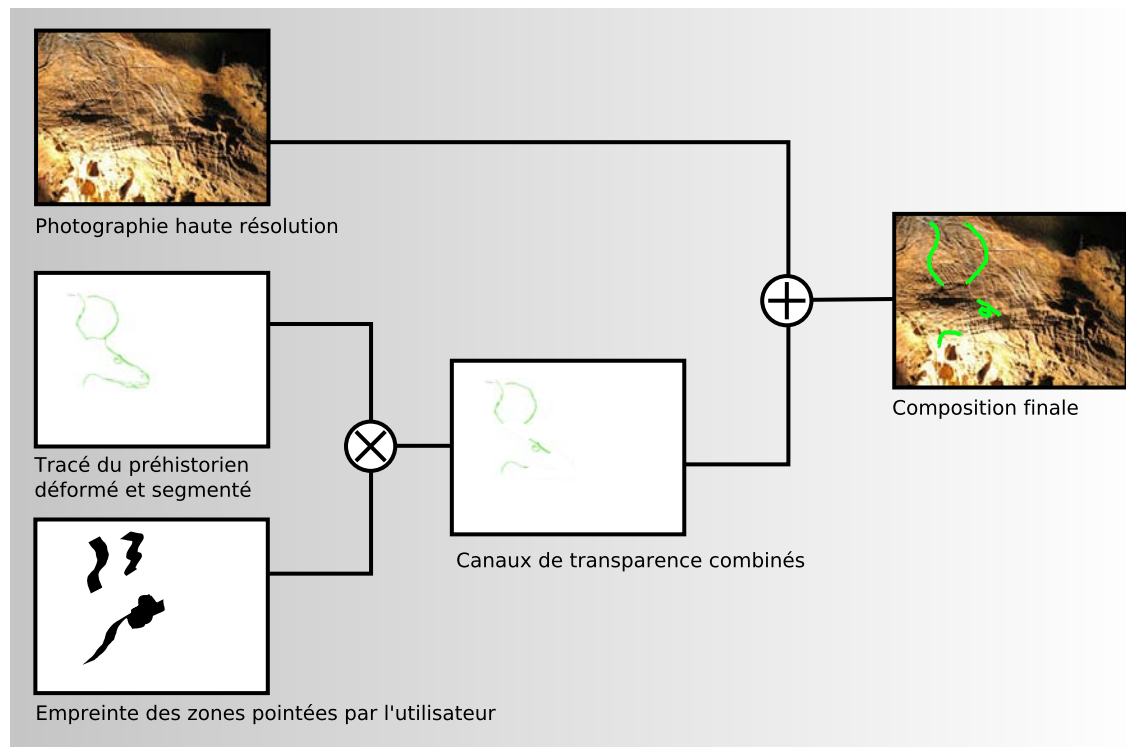 Photographie haute résolution
Tracé du préhistorien
déformé et segmenté
Empreinte des zones pointées par l'utilisateur
Canaux de transparence combinés
Composition finale